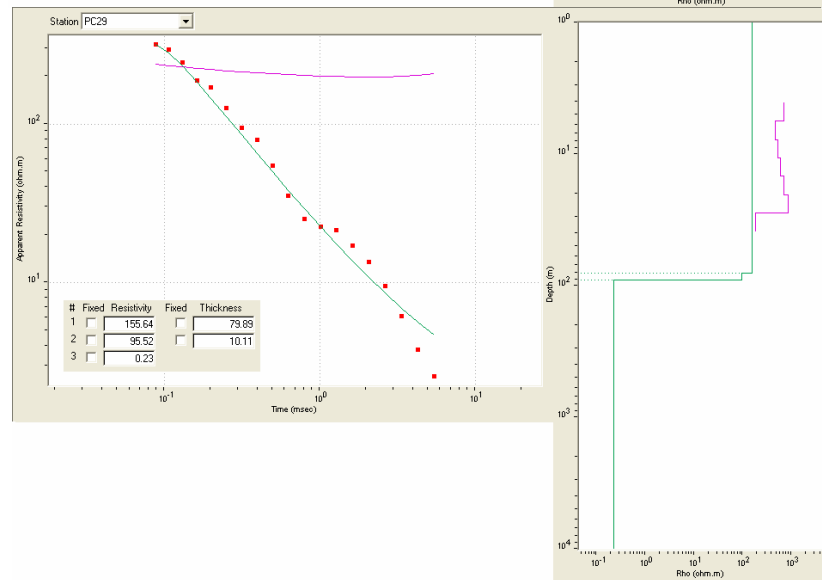 Rho (ohm.m)
Station PC29
Apparent Resistivity (ohm.m)
10²
10¹
# Fixed Resistivity Fixed Thickness
1 155.64 79.89
2 95.52 10.11
3 0.23
10⁻¹ 10⁰ 10¹
Time (msec)
Depth (m)
10⁰
10¹
10²
10³
10⁴
10⁻¹ 10⁰ 10¹ 10² 10³
Rho (ohm.m)